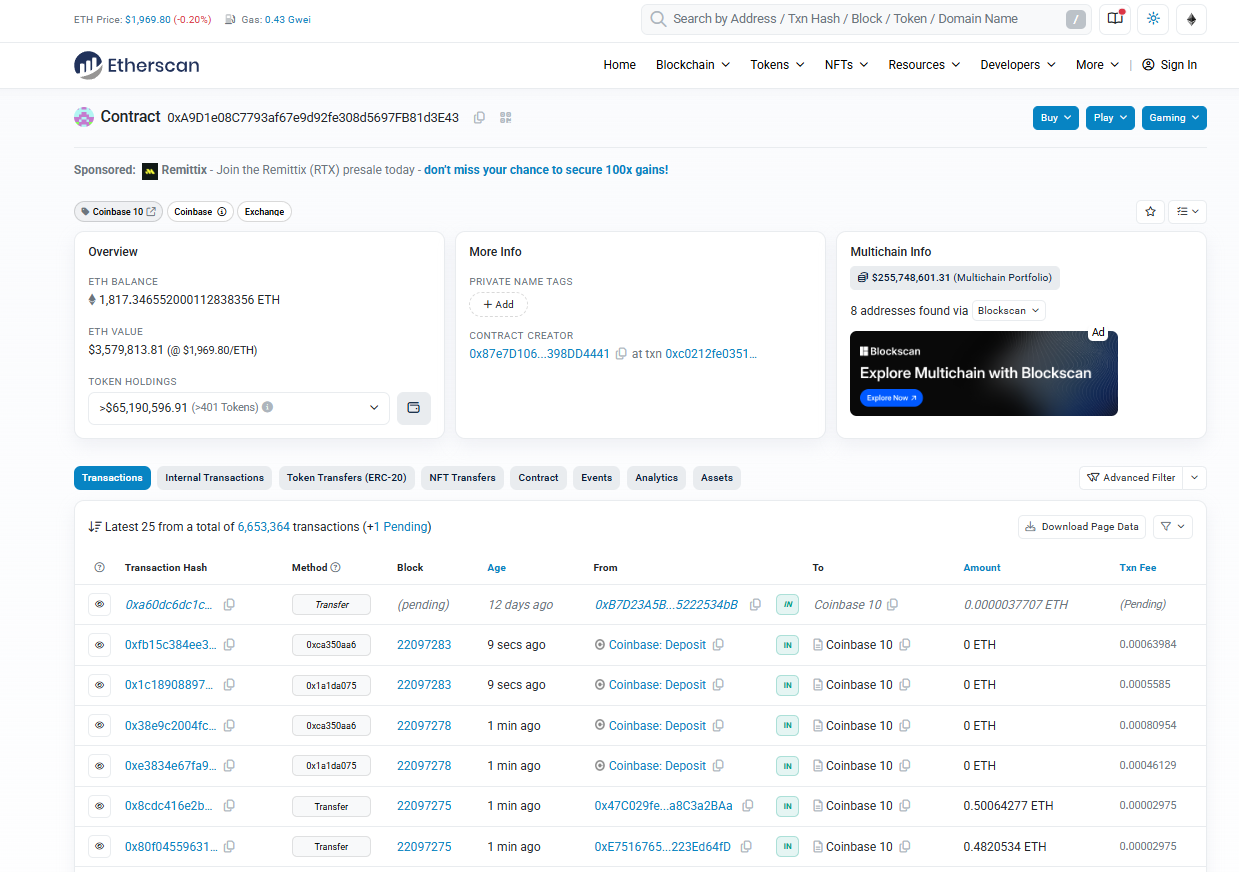 ETH Price: $1,969.80 (-0.20%) Gas: 0.43 Gwei
Search by Address / Txn Hash / Block / Token / Domain Name /
Etherscan
Home Blockchain Tokens NFTs Resources Developers More | Sign In
Contract 0xA9D1e08C7793af67e9d92fe308d5697FB81d3E43
Buy Play Gaming
Sponsored: Remittix - Join the Remittix (RTX) presale today - don't miss your chance to secure 100x gains!
Coinbase 10 Coinbase Exchange
Overview
ETH BALANCE
1,817.346552000112838356 ETH
ETH VALUE
$3,579,813.81 (@ $1,969.80/ETH)
TOKEN HOLDINGS
>$65,190,596.91 (>401 Tokens)
More Info
PRIVATE NAME TAGS
+ Add
CONTRACT CREATOR
0x87e7D106...398DD4441 at txn 0xc0212fe0351...
Multichain Info
$255,748,601.31 (Multichain Portfolio)
8 addresses found via Blockscan
Ad
Blockscan
Explore Multichain with Blockscan
Explore Now
Transactions Internal Transactions Token Transfers (ERC-20) NFT Transfers Contract Events Analytics Assets
Advanced Filter
Latest 25 from a total of 6,653,364 transactions (+1 Pending)
Download Page Data
Transaction Hash Method Block Age From To Amount Txn Fee
0xa60dc6dc1c... Transfer (pending) 12 days ago 0xB7D23A5B...5222534bB IN Coinbase 10 0.0000037707 ETH (Pending)
0xfb15c384ee3... 0xca350aa6 22097283 9 secs ago Coinbase: Deposit IN Coinbase 10 0 ETH 0.00063984
0x1c18908897... 0x1a1da075 22097283 9 secs ago Coinbase: Deposit IN Coinbase 10 0 ETH 0.0005585
0x38e9c2004fc... 0xca350aa6 22097278 1 min ago Coinbase: Deposit IN Coinbase 10 0 ETH 0.00080954
0xe3834e67fa9... 0x1a1da075 22097278 1 min ago Coinbase: Deposit IN Coinbase 10 0 ETH 0.00046129
0x8cdc416e2b... Transfer 22097275 1 min ago 0x47C029fe...a8C3a2BAa IN Coinbase 10 0.50064277 ETH 0.00002975
0x80f04559631... Transfer 22097275 1 min ago 0xE7516765...223Ed64fD IN Coinbase 10 0.4820534 ETH 0.00002975